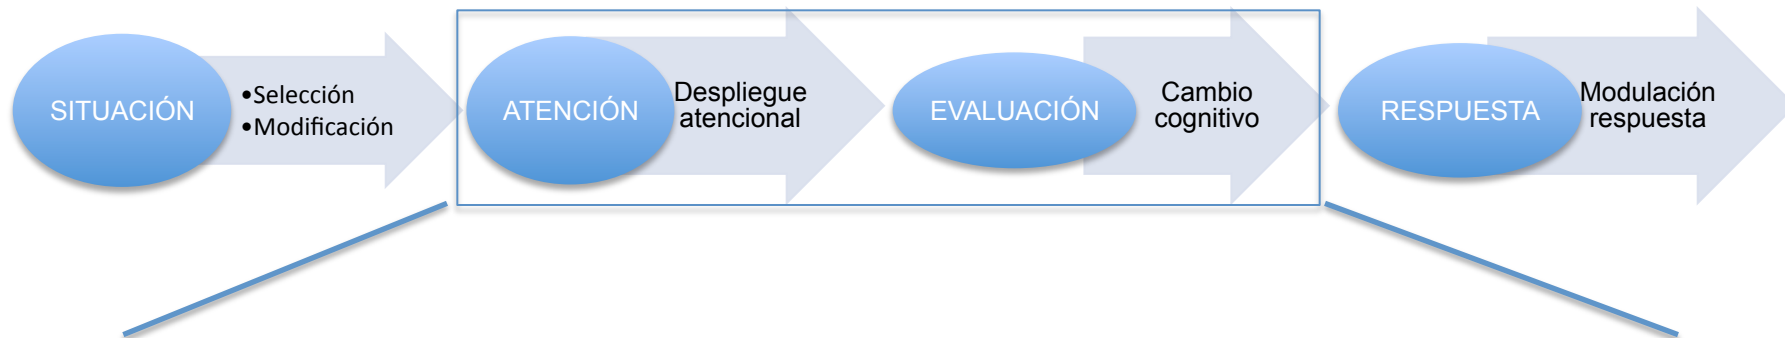 SITUACIÓN
•Selección
•Modificación
ATENCIÓN
Despliegue
atencional
EVALUACIÓN
Cambio
cognitivo
RESPUESTA
Modulación
respuesta